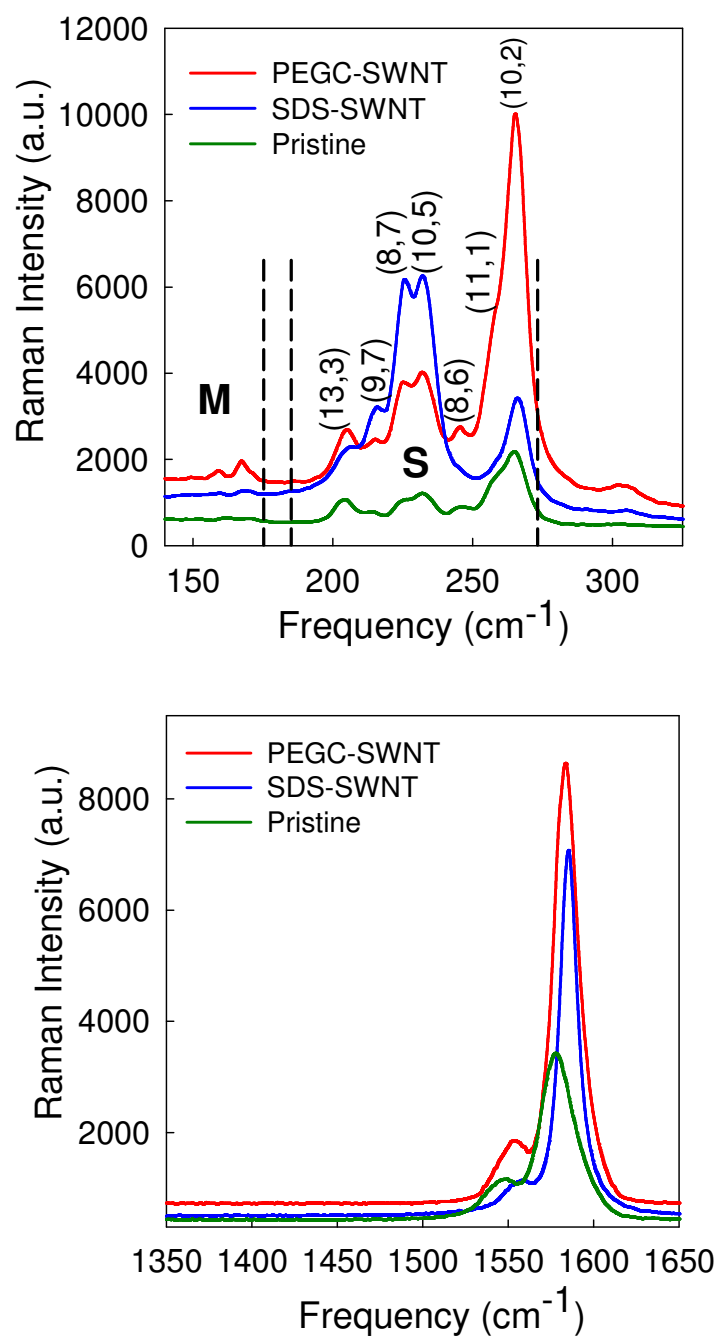 12000
10000
8000
6000
4000
2000
0
Raman Intensity (a.u.)
PEGC-SWNT
SDS-SWNT
Pristine
(10,2)
(8,7)
(10,5)
(11,1)
(13,3)
(9,7)
(8,6)
M
S
150
200
250
300
Frequency (cm-1)
8000
6000
4000
2000
Raman Intensity (a.u.)
PEGC-SWNT
SDS-SWNT
Pristine
1350
1400
1450
1500
1550
1600
1650
Frequency (cm-1)